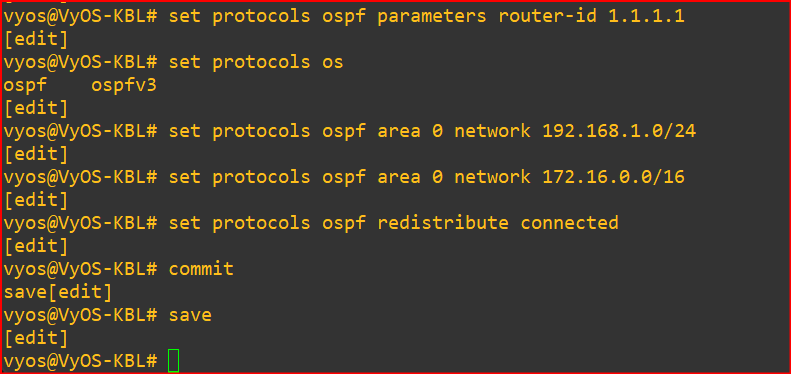 vyos@VyOS-KBL# set protocols ospf parameters router-id 1.1.1.1
[edit]
vyos@VyOS-KBL# set protocols os
ospf    ospfv3
[edit]
vyos@VyOS-KBL# set protocols ospf area 0 network 192.168.1.0/24
[edit]
vyos@VyOS-KBL# set protocols ospf area 0 network 172.16.0.0/16
[edit]
vyos@VyOS-KBL# set protocols ospf redistribute connected
[edit]
vyos@VyOS-KBL# commit
save[edit]
vyos@VyOS-KBL# save
[edit]
vyos@VyOS-KBL#